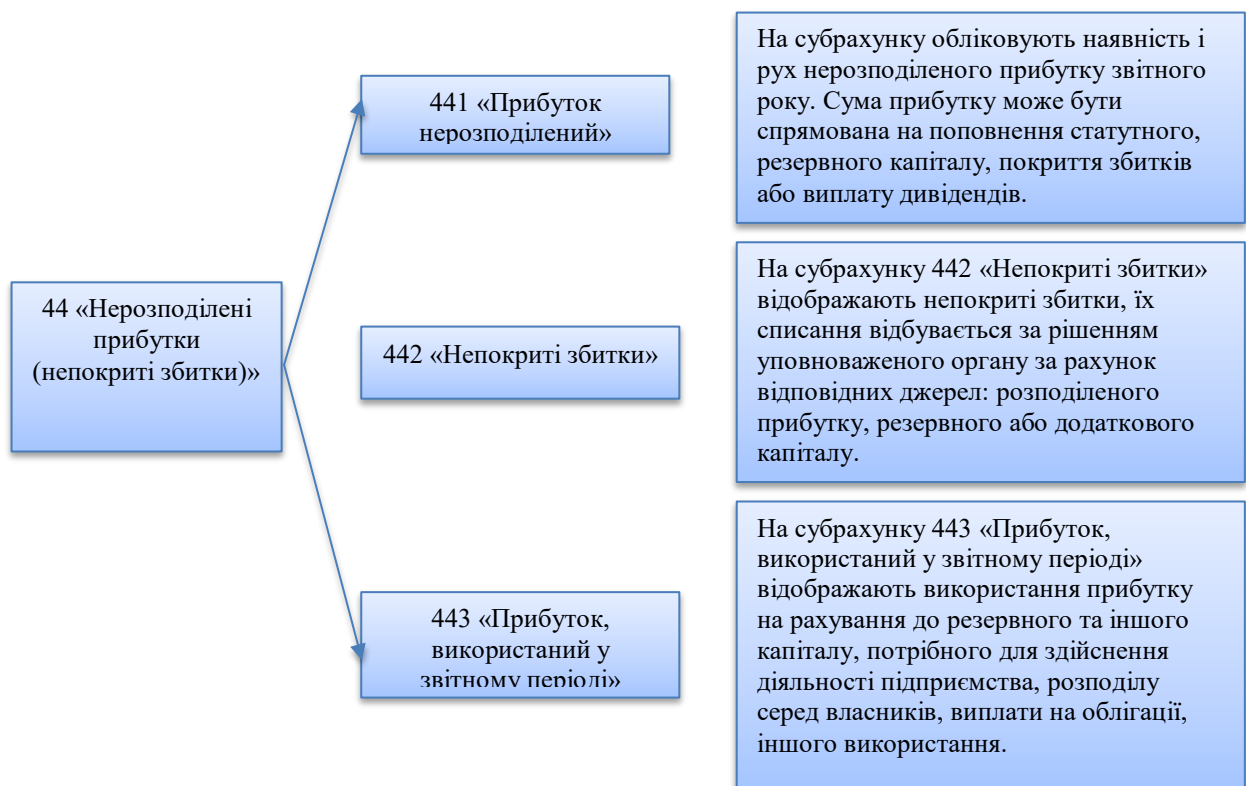 44 «Нерозподілені
прибутки
(непокриті збитки)»
441 «Прибуток
нерозподілений»
На субрахунку обліковують наявність і
рух нерозподіленого прибутку звітного
року. Сума прибутку може бути
спрямована на поповнення статутного,
резервного капіталу, покриття збитків
або виплату дивідендів.
442 «Непокриті збитки»
На субрахунку 442 «Непокриті збитки»
відображають непокриті збитки, їх
списання відбувається за рішенням
уповноваженого органу за рахунок
відповідних джерел: розподіленого
прибутку, резервного або додаткового
капіталу.
443 «Прибуток,
використаний у
звітному періоді»
На субрахунку 443 «Прибуток,
використаний у звітному періоді»
відображають використання прибутку
на рахування до резервного та іншого
капіталу, потрібного для здійснення
діяльності підприємства, розподілу
серед власників, виплати на облігації,
іншого використання.